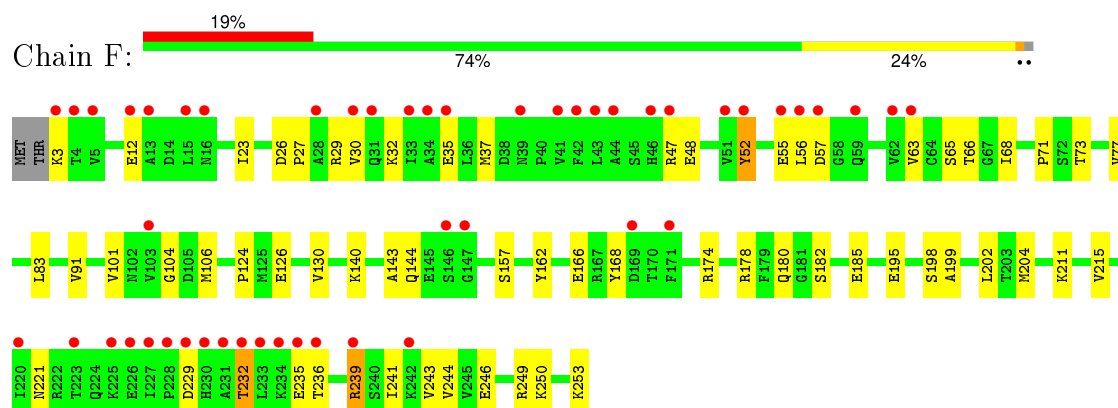 19%
Chain F:
74% 24% ••
MET THR K3 T4 V5 E12 A13 D14 L15 N16 I23 D26 P27 A28 R29 V30 Q31 K32 I33 A34 E35 L36 M37 D38 N39 P40 V41 F42 L43 A44 S45 H46 R47 E48 V51 Y52 E55 L56 D57 G58 Q59 V62 V63 C64 S65 T66 G67 I68 P71 S72 T73 V77
L83 V91 V101 N102 V103 G104 D105 M106 P124 M125 E126 V130 K140 A143 Q144 E145 S146 G147 S157 Y162 E166 R167 Y168 D169 T170 F171 R174 R178 F179 Q180 G181 S182 E185 E195 S198 A199 L202 T203 M204 K211 V215
I220 N221 R222 T223 Q224 K225 E226 I227 P228 D229 H230 A231 T232 L233 K234 E235 T236 R239 S240 I241 K242 V243 V244 V245 E246 R249 K250 K253